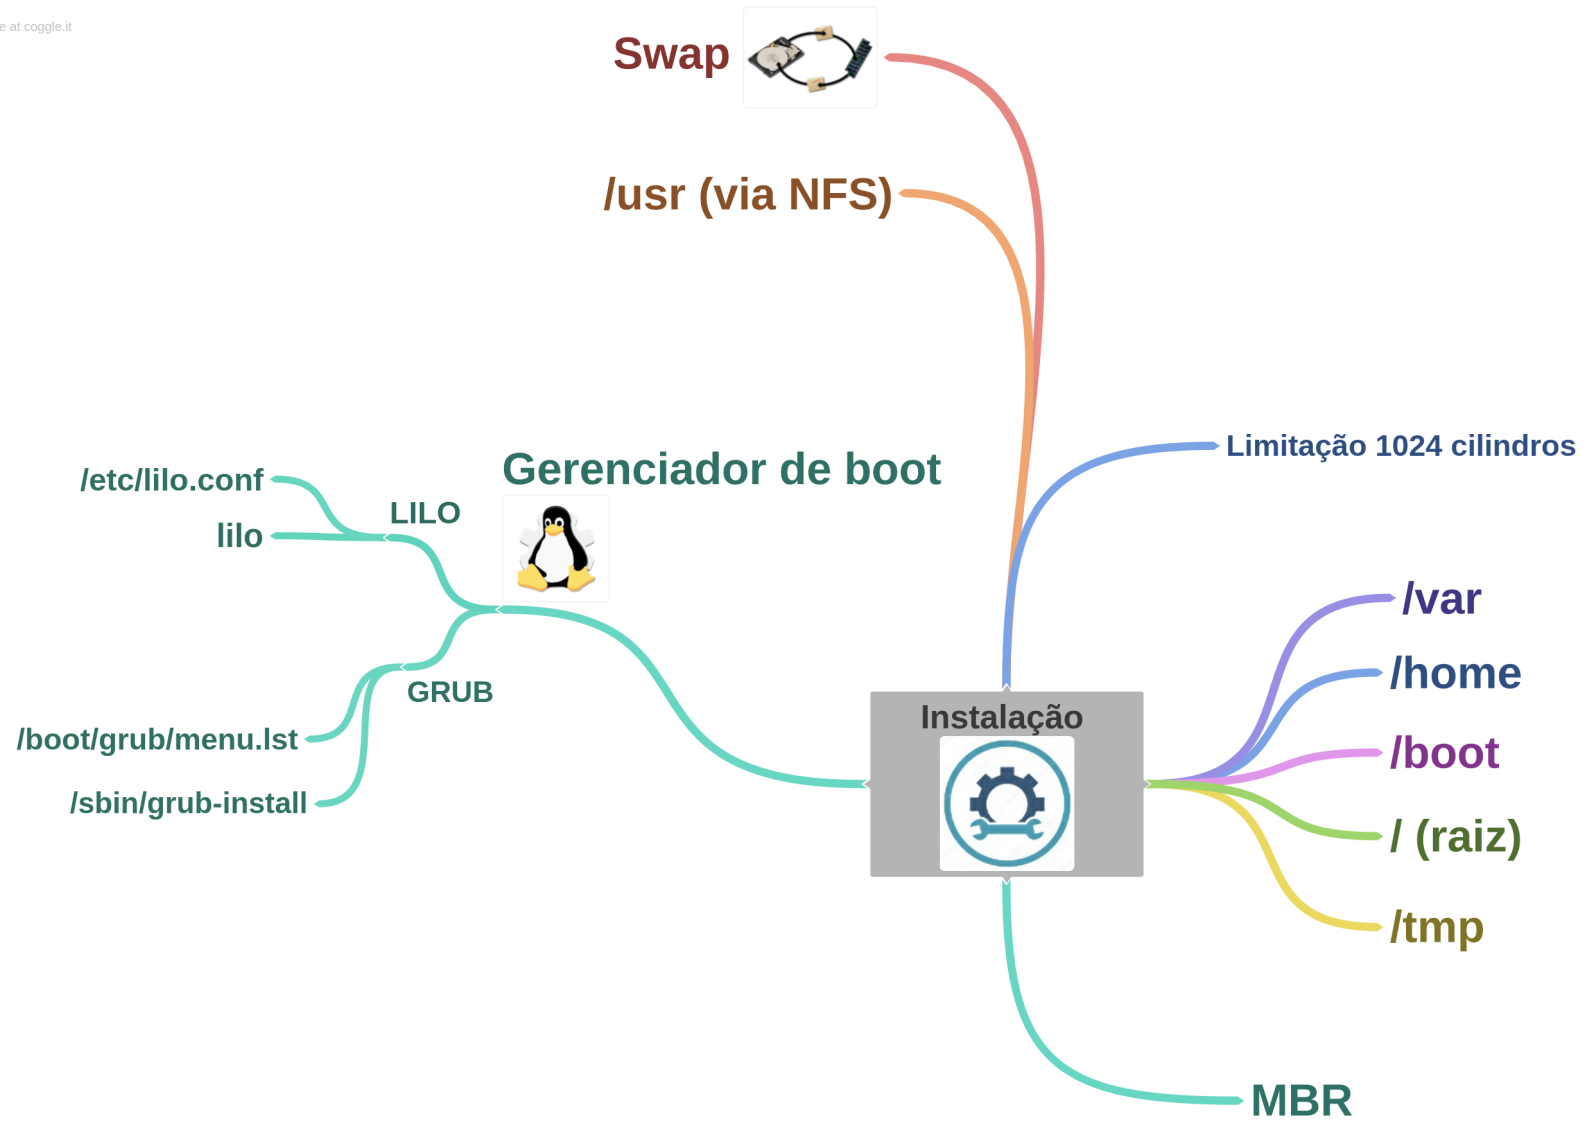 e at coggle.it
Swap
/usr (via NFS)
Limitação 1024 cilindros
Gerenciador de boot
/etc/lilo.conf
LILO
lilo
GRUB
/boot/grub/menu.lst
/sbin/grub-install
Instalação
/var
/home
/boot
/ (raiz)
/tmp
MBR